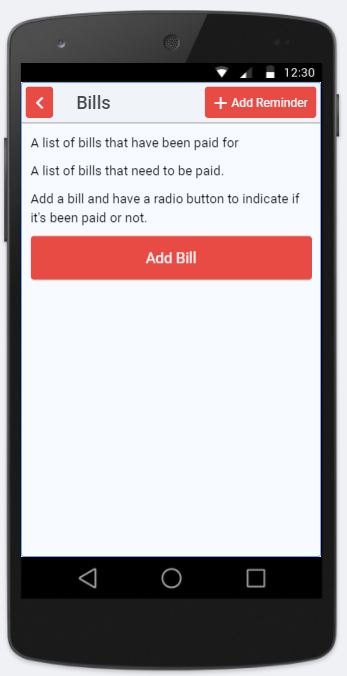 12:30
Bills
+ Add Reminder
A list of bills that have been paid for
A list of bills that need to be paid.
Add a bill and have a radio button to indicate if
it's been paid or not.
Add Bill